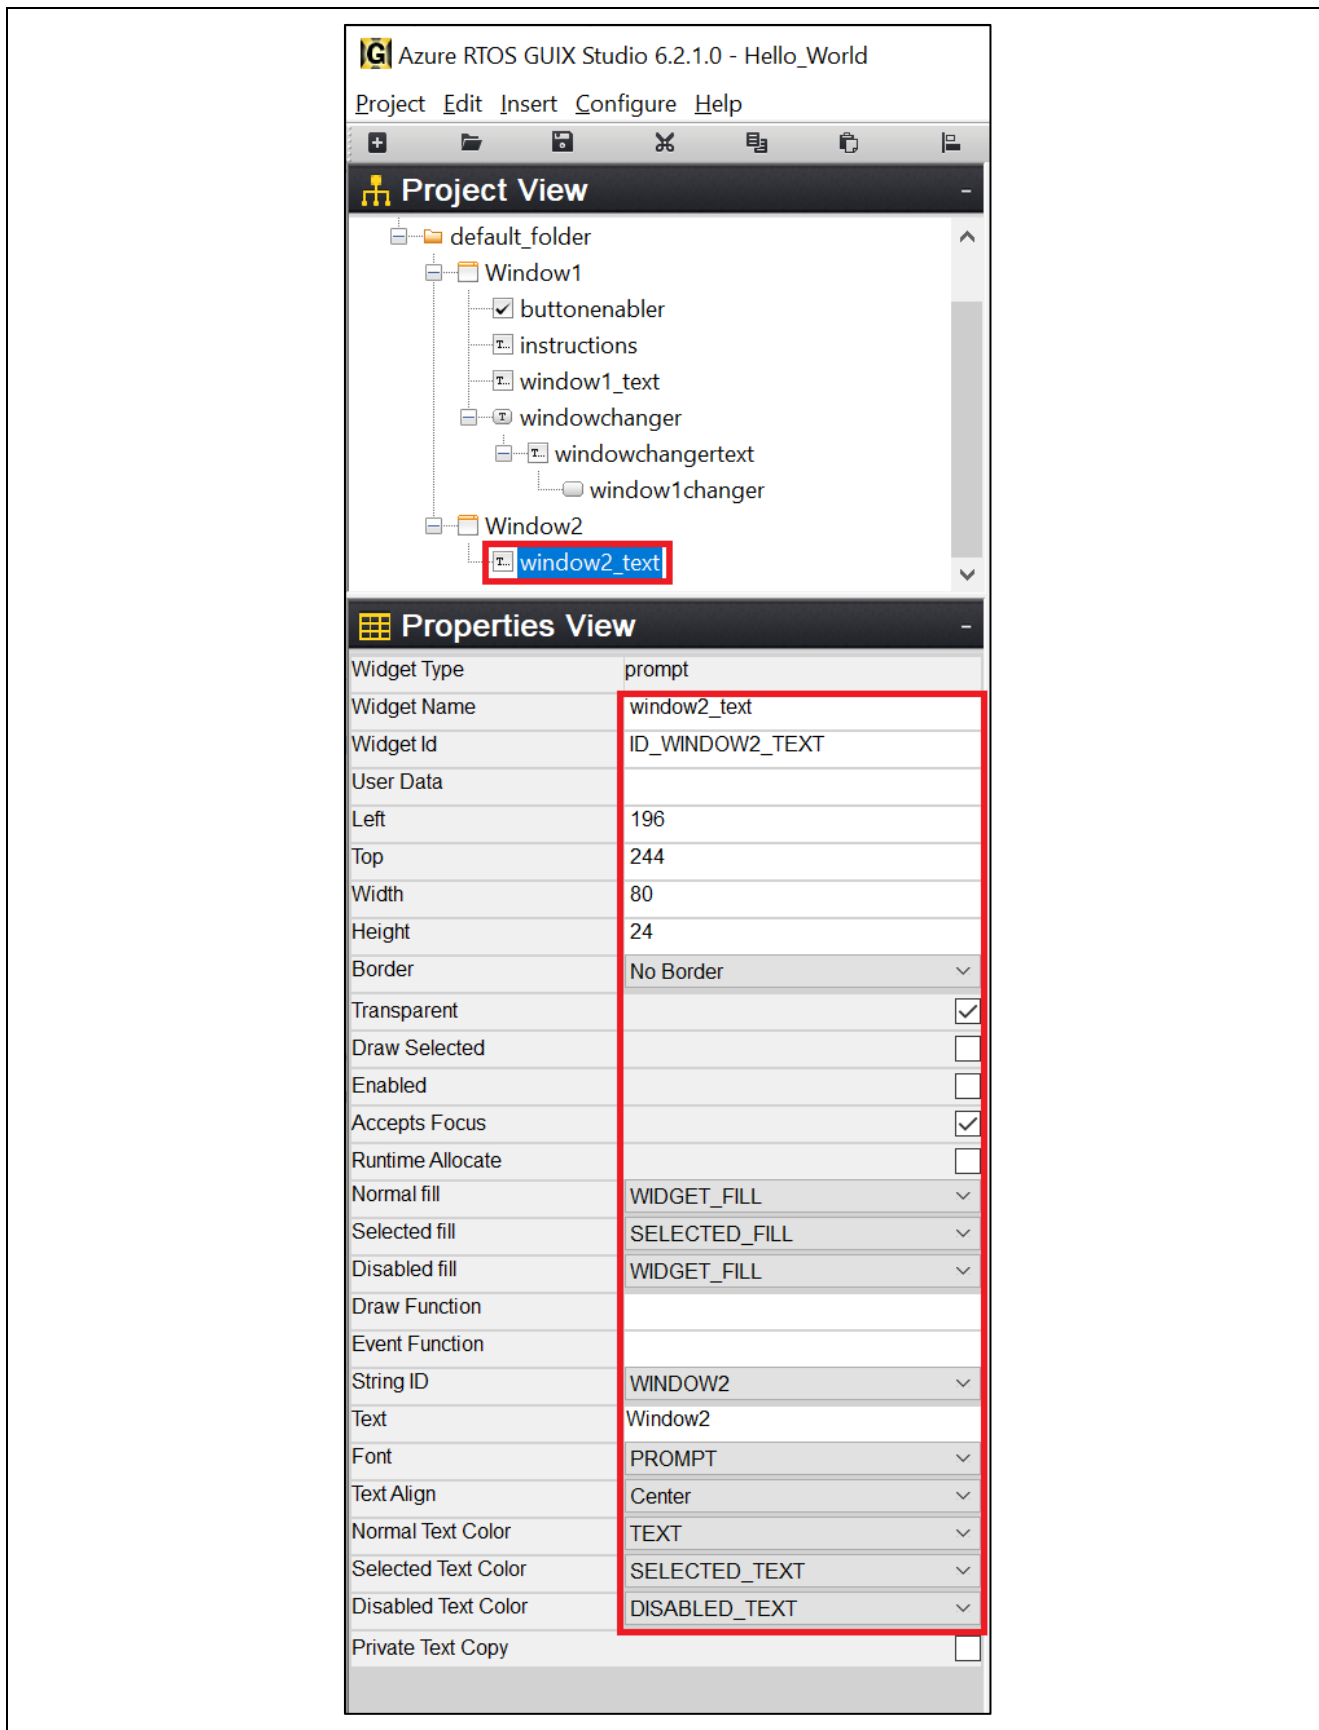 Azure RTOS GUIX Studio 6.2.1.0 - Hello_World
Project Edit Insert Configure Help
Project View
default_folder
Window1
buttonenabler
instructions
window1_text
windowchanger
windowchangertext
window1changer
Window2
window2_text
Properties View
Widget Type prompt
Widget Name window2_text
Widget Id ID_WINDOW2_TEXT
User Data
Left 196
Top 244
Width 80
Height 24
Border No Border
Transparent
Draw Selected
Enabled
Accepts Focus
Runtime Allocate
Normal fill WIDGET_FILL
Selected fill SELECTED_FILL
Disabled fill WIDGET_FILL
Draw Function
Event Function
String ID WINDOW2
Text Window2
Font PROMPT
Text Align Center
Normal Text Color TEXT
Selected Text Color SELECTED_TEXT
Disabled Text Color DISABLED_TEXT
Private Text Copy